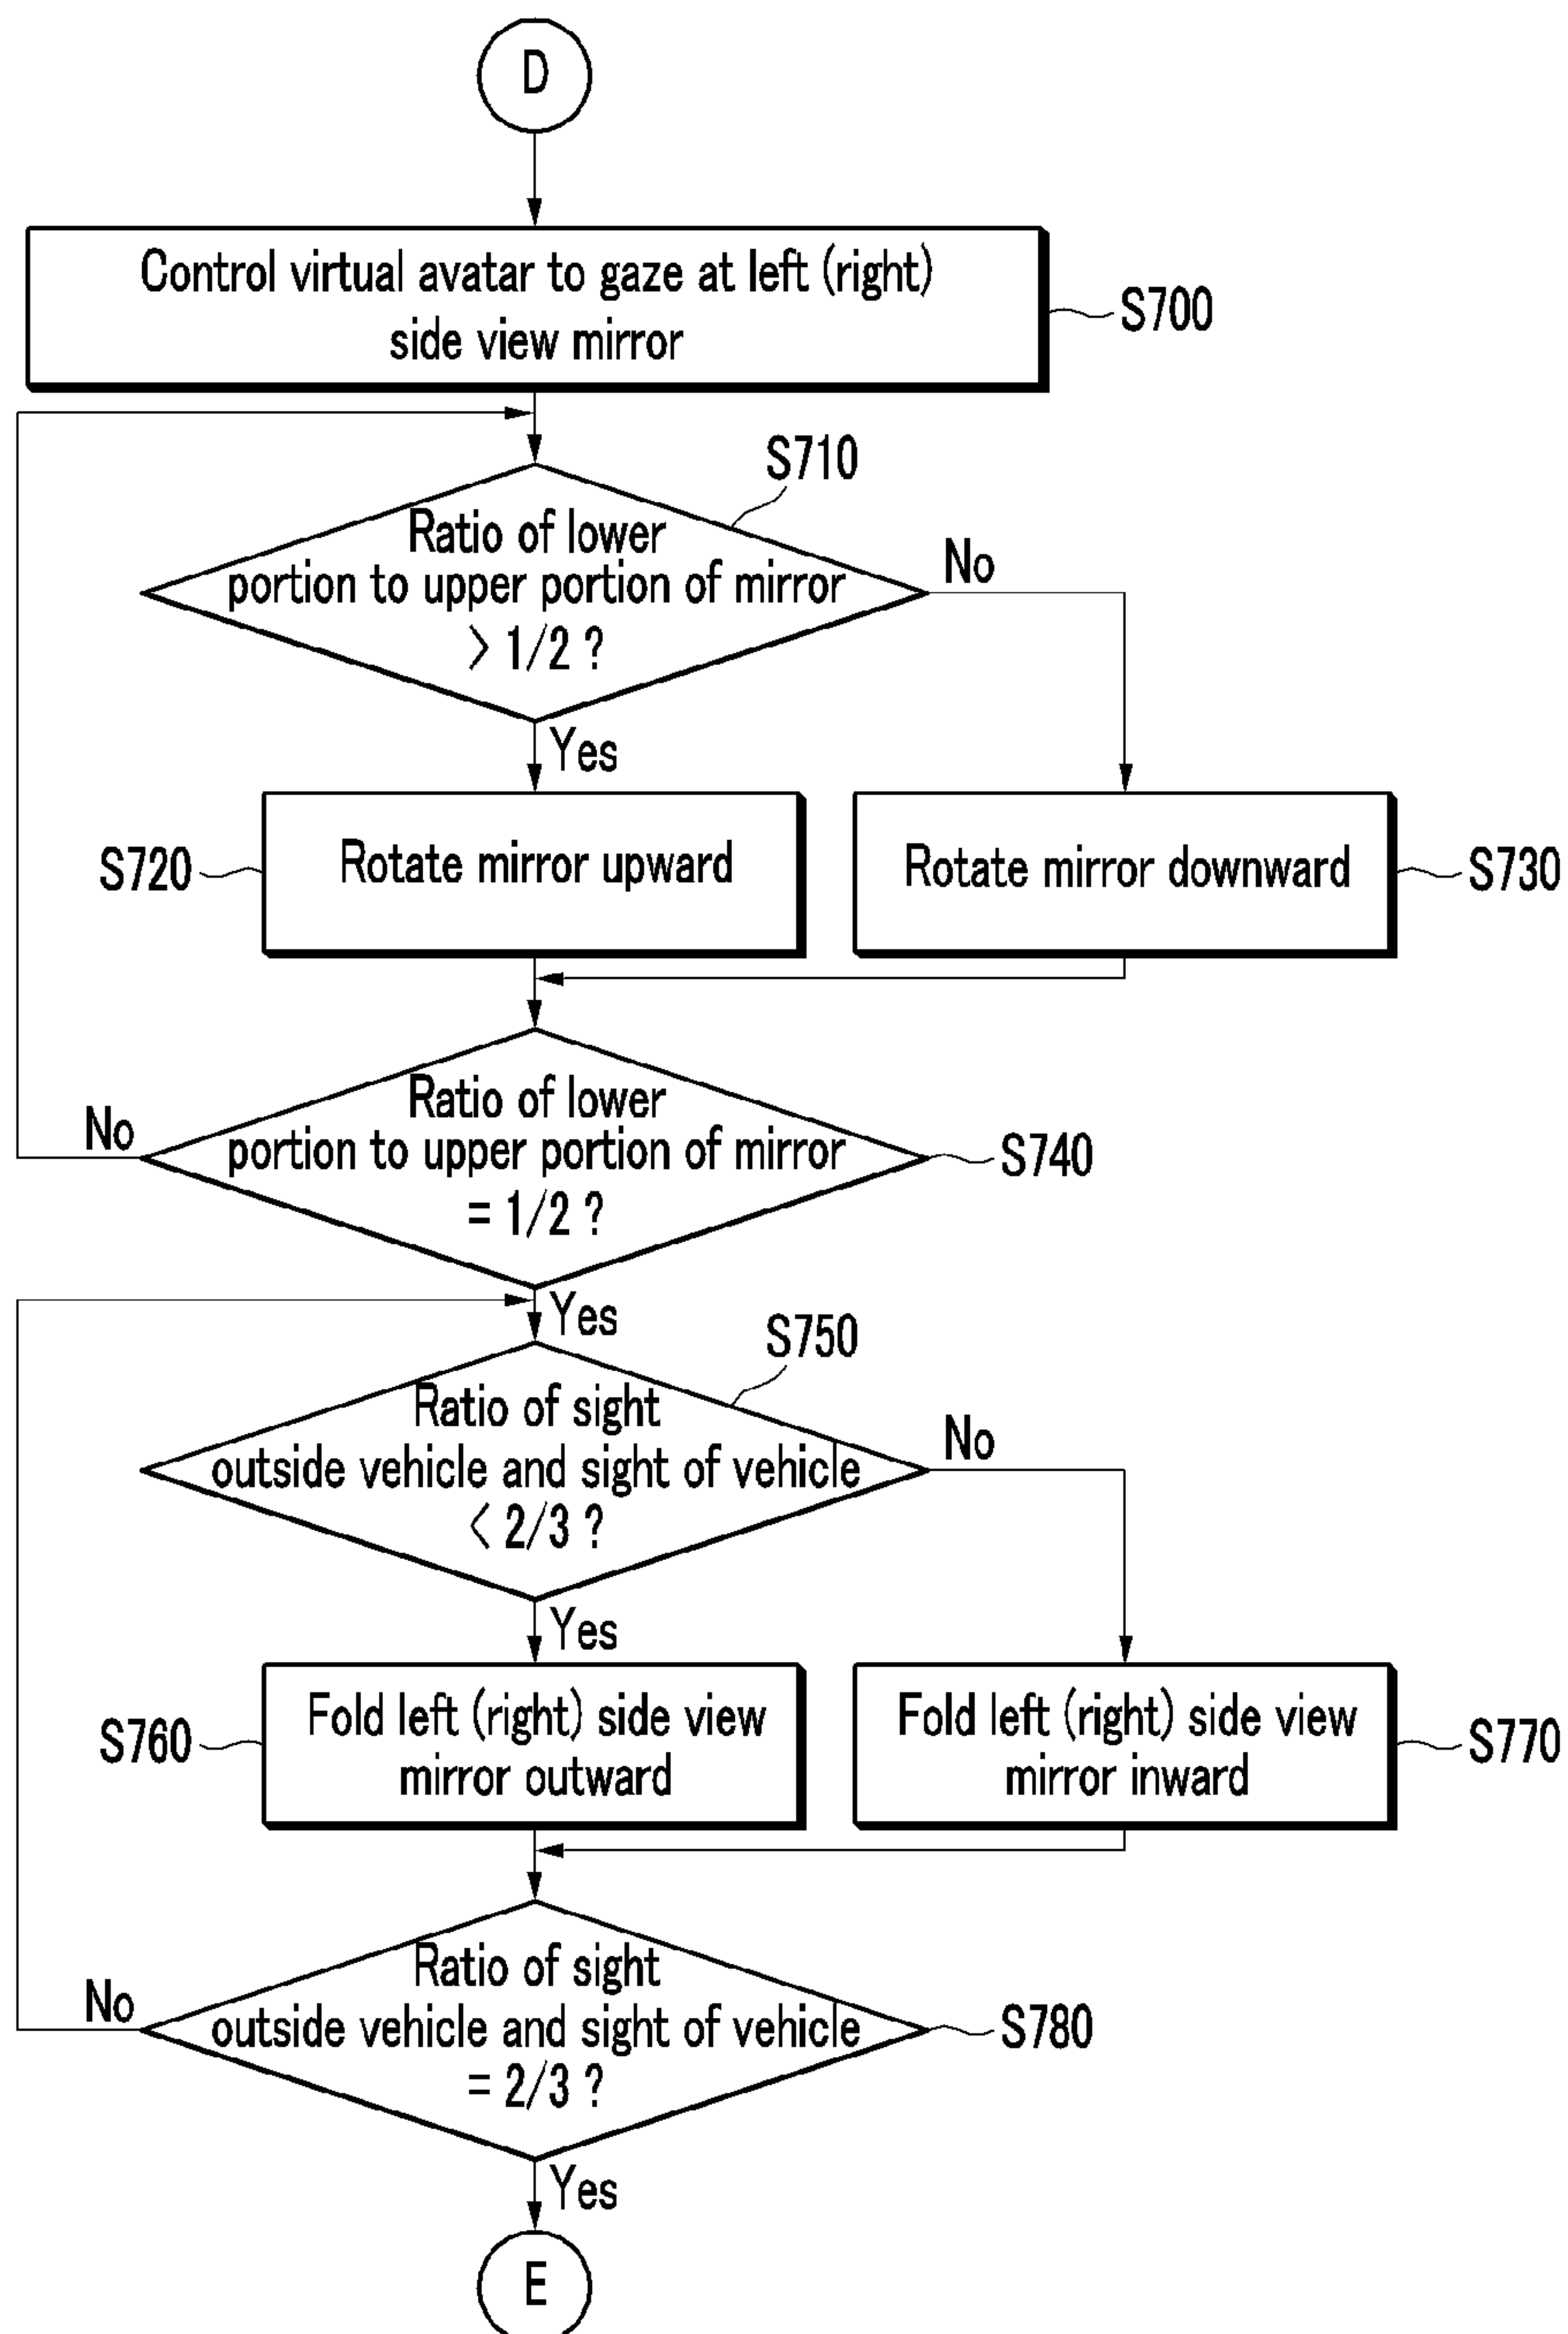 D
Control virtual avatar to gaze at left (right)
side view mirror
S700
S710
Ratio of lower
portion to upper portion of mirror
> 1/2 ?
No
Yes
S720
Rotate mirror upward
Rotate mirror downward
S730
Ratio of lower
portion to upper portion of mirror
= 1/2 ?
No
S740
Yes
S750
Ratio of sight
outside vehicle and sight of vehicle
< 2/3 ?
No
Yes
S760
Fold left (right) side view
mirror outward
Fold left (right) side view
mirror inward
S770
Ratio of sight
outside vehicle and sight of vehicle
= 2/3 ?
No
S780
Yes
E